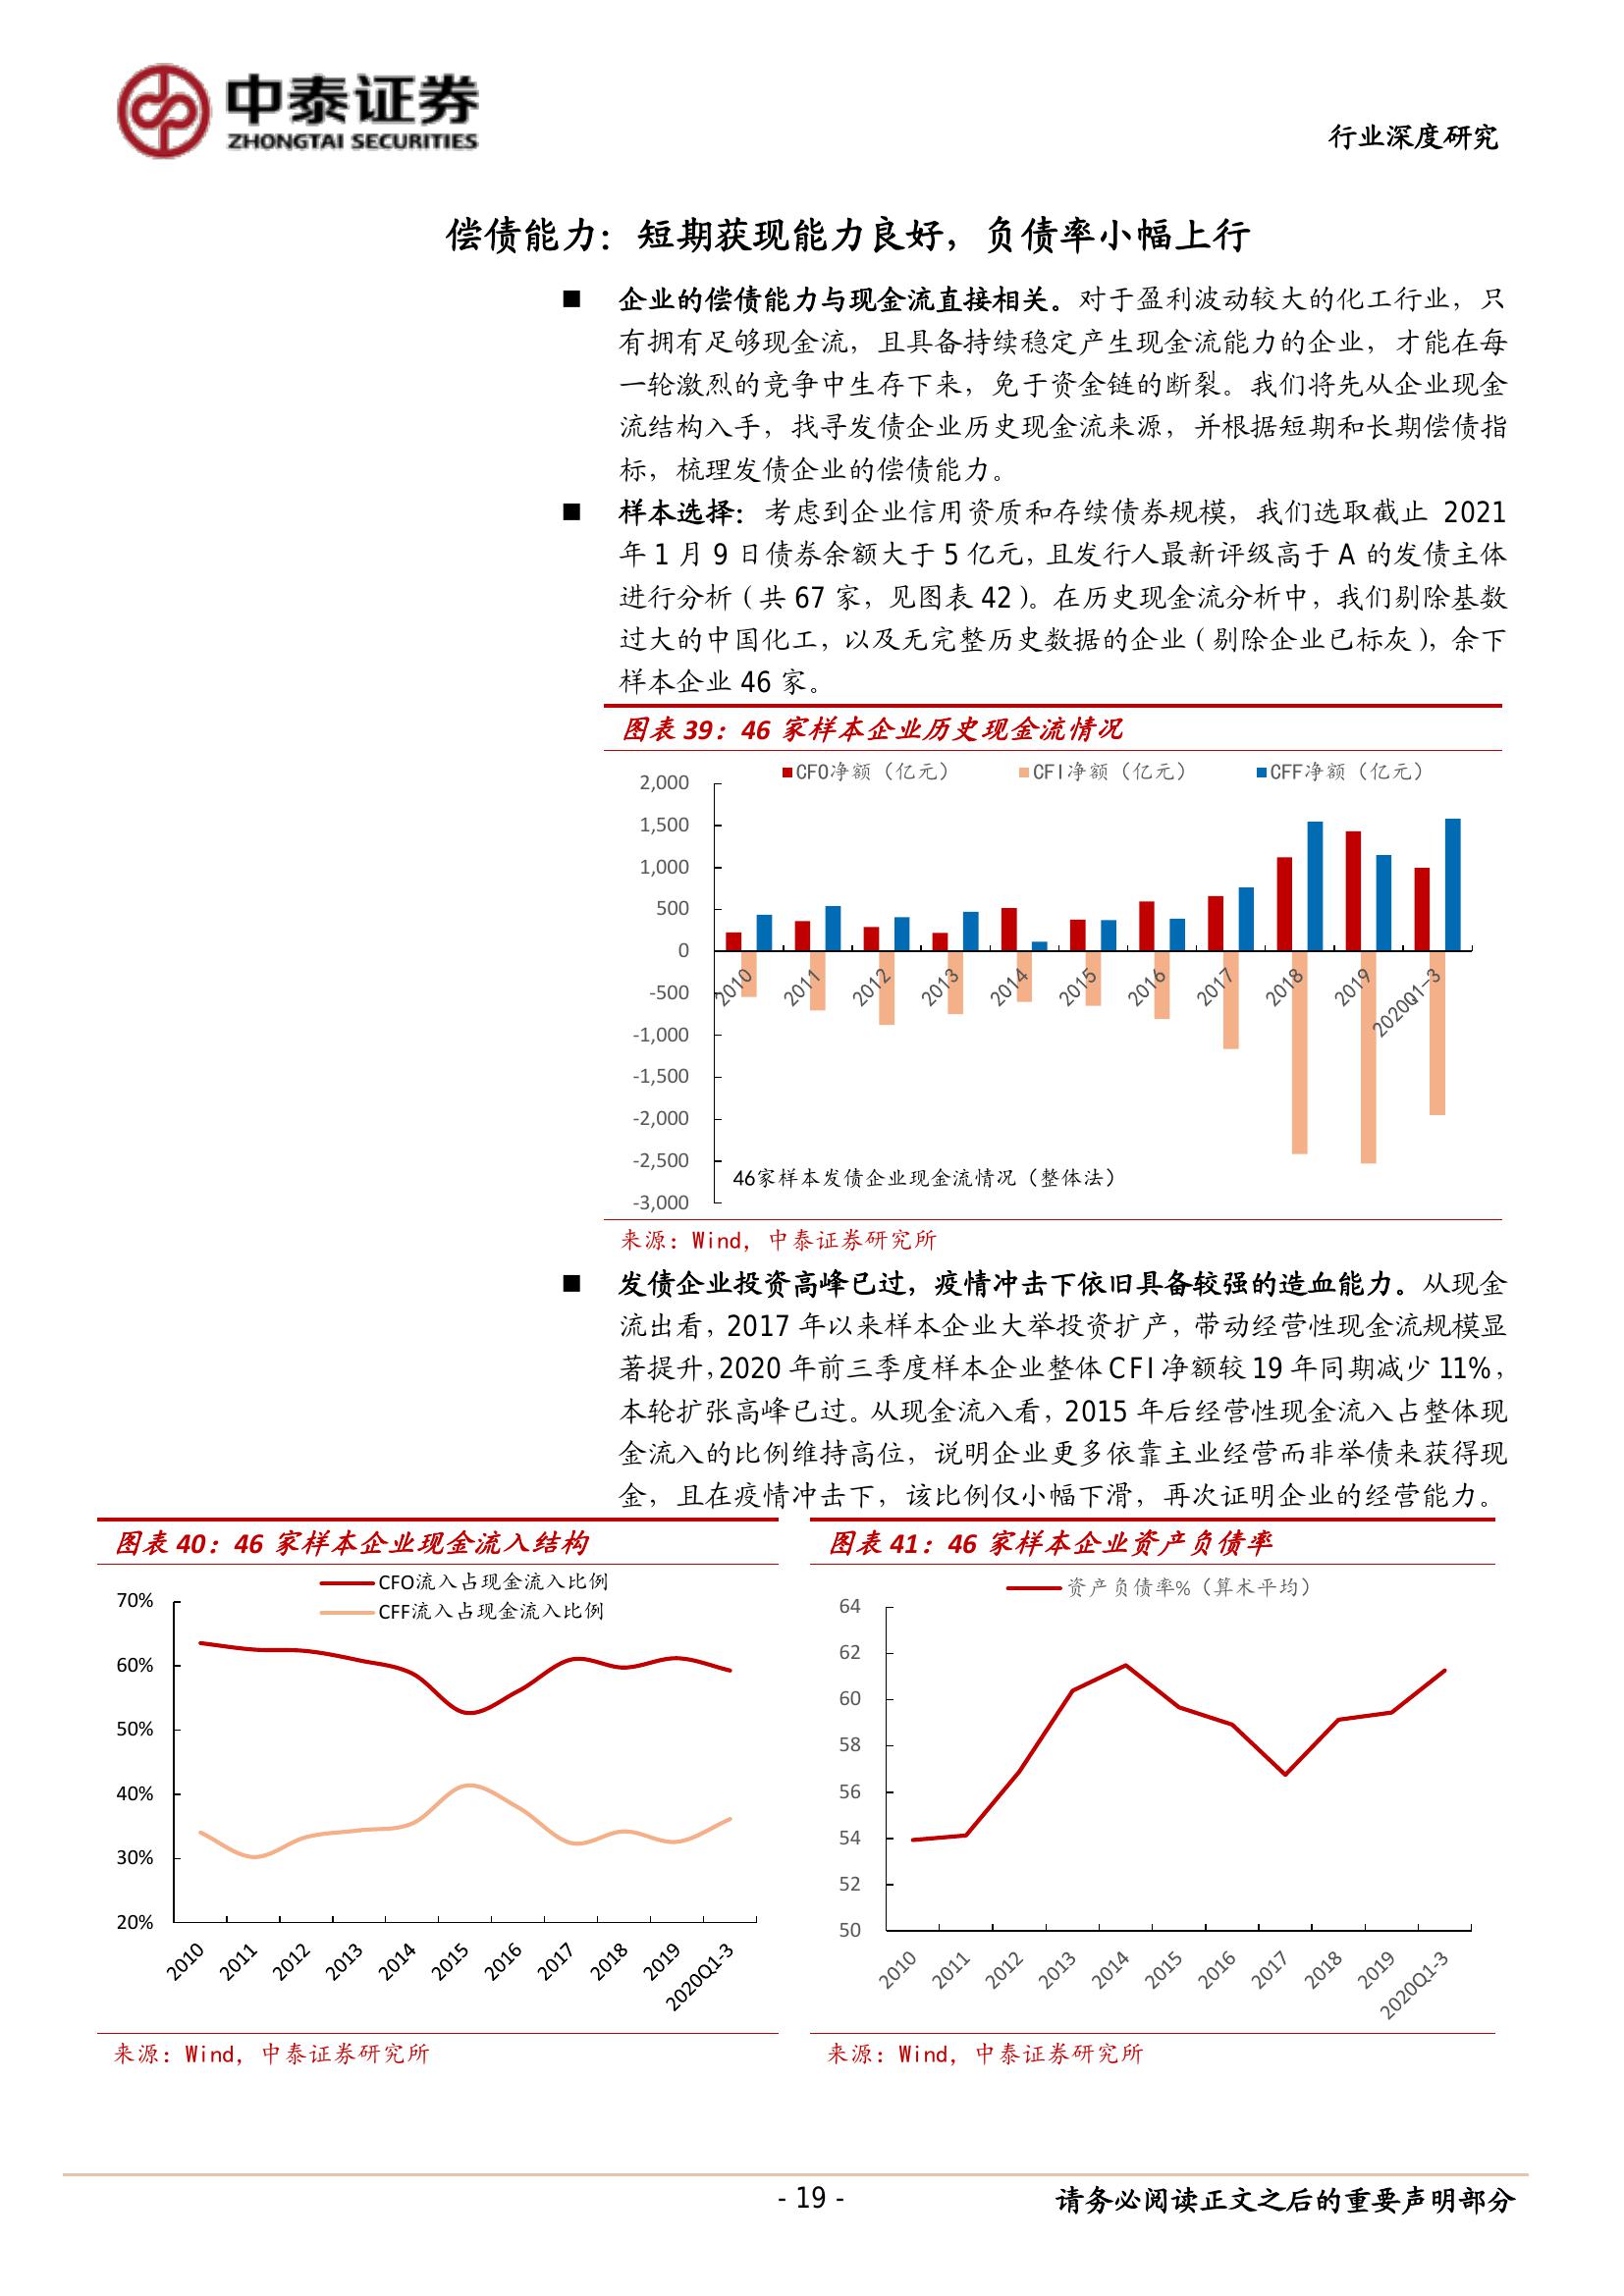 中泰证券
ZHONGTAI SECURITIES
行业深度研究
偿债能力：短期获现能力良好，负债率小幅上行
■ 企业的偿债能力与现金流直接相关。对于盈利波动较大的化工行业，只
有拥有足够现金流，且具备持续稳定产生现金流能力的企业，才能在每
一轮激烈的竞争中生存下来，免于资金链的断裂。我们将先从企业现金
流结构入手，找寻发债企业历史现金流来源，并根据短期和长期偿债指
标，梳理发债企业的偿债能力。
■ 样本选择：考虑到企业信用资质和存续债券规模，我们选取截止 2021
年 1 月 9 日债券余额大于 5 亿元，且发行人最新评级高于 A 的发债主体
进行分析（共 67 家，见图表 42）。在历史现金流分析中，我们剔除基数
过大的中国化工，以及无完整历史数据的企业（剔除企业已标灰），余下
样本企业 46 家。
图表 39：46 家样本企业历史现金流情况
CFO净额（亿元） CFI净额（亿元） CFF净额（亿元）
2,000
1,500
1,000
500
0
-500
-1,000
-1,500
-2,000
-2,500
-3,000
2010 2011 2012 2013 2014 2015 2016 2017 2018 2019 2020Q1-3
46家样本发债企业现金流情况（整体法）
来源：Wind，中泰证券研究所
■ 发债企业投资高峰已过，疫情冲击下依旧具备较强的造血能力。从现金
流出看，2017 年以来样本企业大举投资扩产，带动经营性现金流规模显
著提升，2020 年前三季度样本企业整体 CFI 净额较 19 年同期减少 11%，
本轮扩张高峰已过。从现金流入看，2015 年后经营性现金流入占整体现
金流入的比例维持高位，说明企业更多依靠主业经营而非举债来获得现
金，且在疫情冲击下，该比例仅小幅下滑，再次证明企业的经营能力。
图表 40：46 家样本企业现金流入结构
CFO流入占现金流入比例
CFF流入占现金流入比例
70%
60%
50%
40%
30%
20%
2010 2011 2012 2013 2014 2015 2016 2017 2018 2019 2020Q1-3
来源：Wind，中泰证券研究所
图表 41：46 家样本企业资产负债率
资产负债率%（算术平均）
64
62
60
58
56
54
52
50
2010 2011 2012 2013 2014 2015 2016 2017 2018 2019 2020Q1-3
来源：Wind，中泰证券研究所
- 19 -
请务必阅读正文之后的重要声明部分